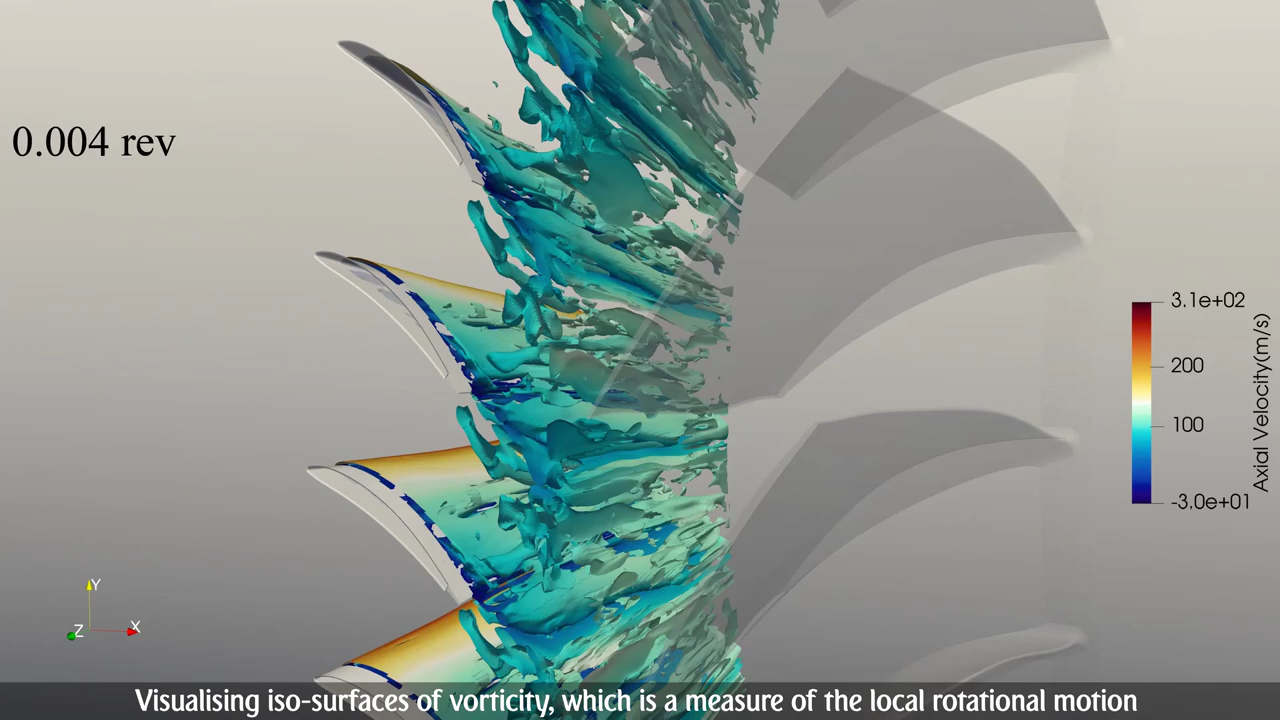 0.004 rev
3.1e+02
200
100
-3.0e+01
Axial Velocity(m/s)
Y
Z
X
Visualising iso-surfaces of vorticity, which is a measure of the local rotational motion